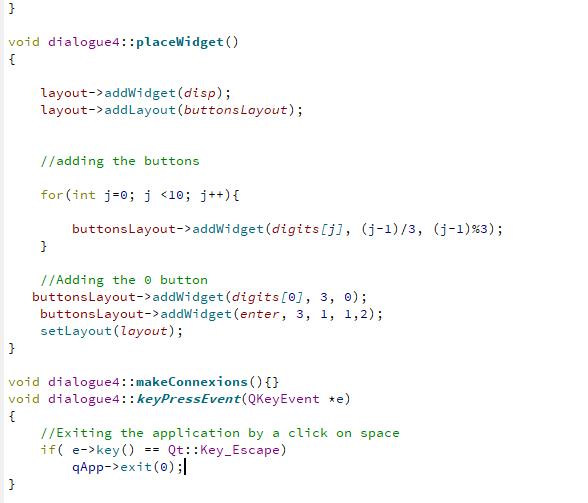 }
void dialogue4::placeWidget()
{
layout->addWidget(disp);
layout->addLayout(buttonsLayout);
//adding the buttons
for(int j=0; j <10; j++){
buttonsLayout->addWidget(digits[j], (j-1)/3, (j-1)%3);
}
//Adding the 0 button
buttonsLayout->addWidget(digits[0], 3, 0);
buttonsLayout->addWidget(enter, 3, 1, 1,2);
setLayout(layout);
}
void dialogue4::makeConnexions(){}
void dialogue4::keyPressEvent(QKeyEvent *e)
{
//Exiting the application by a click on space
if( e->key() == Qt::Key_Escape)
qApp->exit(0);
}